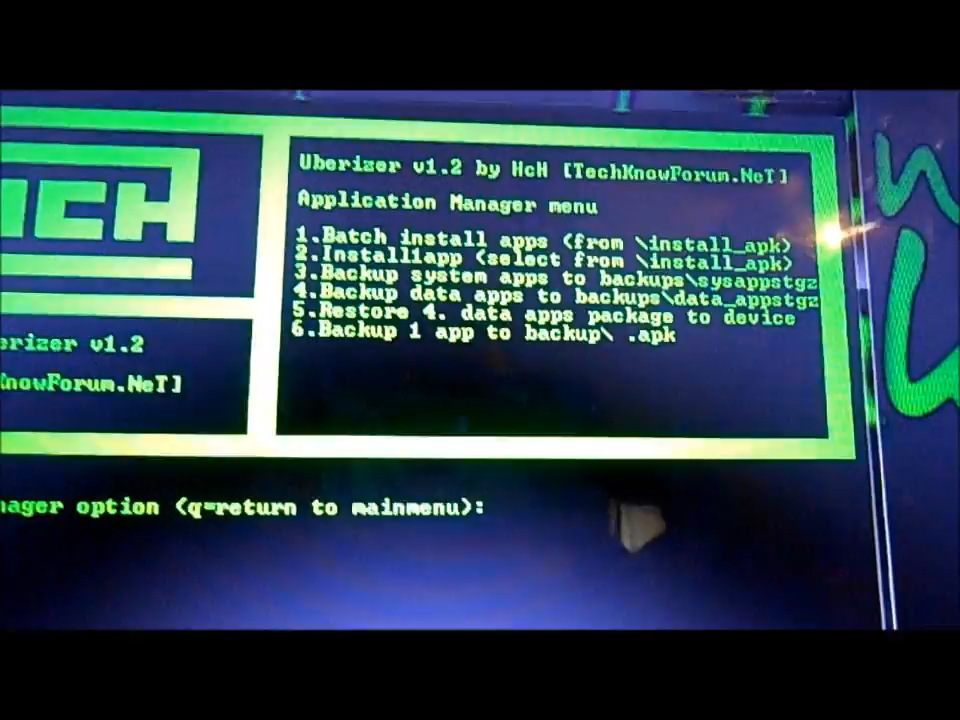 Uberizer v1.2 by HcH [TechKnowForum.NeT]
Application Manager menu
1.Batch install apps (from \install_apk)
2.Install1app (select from \install_apk)
3.Backup system apps to backups\sysappstgz
4.Backup data apps to backups\data_appstgz
5.Restore 4. data apps package to device
6.Backup 1 app to backup\ .apk
HCH
erizer v1.2
KnowForum.NeT]
nager option (q=return to mainmenu):